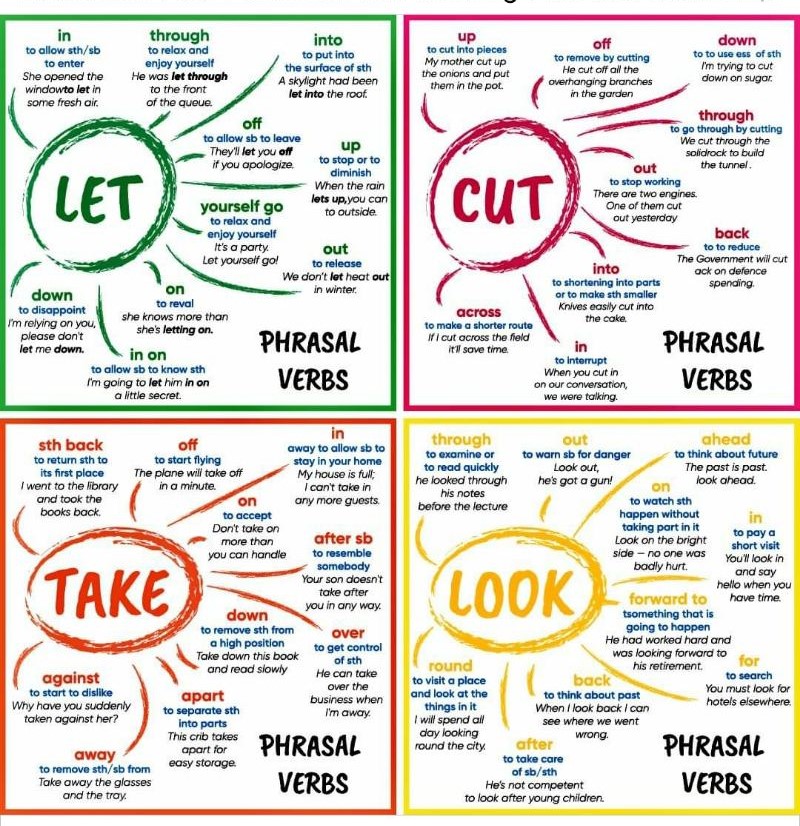 in
to allow sth/sb
to enter
She opened the
windowto let in
some fresh air.
through
to relax and
enjoy yourself
He was let through
to the front
of the queue.
into
to put into
the surface of sth
A skylight had been
let into the roof.
off
to allow sb to leave
They'll let you off
if you apologize.
up
to stop or to
diminish
When the rain
lets up,you can
to outside.
LET
yourself go
to relax and
enjoy yourself
It's a party.
Let yourself go!
out
to release
We don't let heat out
in winter.
down
to disappoint
I'm relying on you,
please don't
let me down.
on
to reval
she knows more than
she's letting on.
in on
to allow sb to know sth
I'm going to let him in on
a little secret.
PHRASAL
VERBS
up
to cut into pieces
My mother cut up
the onions and put
them in the pot.
off
to remove by cutting
He cut off all the
overhanging branches
in the garden
down
to to use ess of sth
I'm trying to cut
down on sugar.
through
to go through by cutting
We cut through the
solidrock to build
the tunnel.
CUT
out
to stop working
There are two engines.
One of them cut
out yesterday
back
to to reduce
The Government will cut
ack on defence
spending.
into
to shortening into parts
or to make sth smaller
Knives easily cut into
the cake.
across
to make a shorter route
If I cut across the field
it'll save time.
in
to interrupt
When you cut in
on our conversation,
we were talking.
PHRASAL
VERBS
sth back
to return sth to
its first place
I went to the library
and took the
books back.
off
to start flying
The plane will take off
in a minute.
in
away to allow sb to
stay in your home
My house is full;
I can't take in
any more guests.
on
to accept
Don't take on
more than
you can handle
after sb
to resemble
somebody
Your son doesn't
take after
you in any way.
TAKE
down
to remove sth from
a high position
Take down this book
and read slowly
over
to get control
of sth
He can take
over the
business when
I'm away.
against
to start to dislike
Why have you suddenly
taken against her?
apart
to separate sth
into parts
This crib takes
apart for
easy storage.
away
to remove sth/sb from
Take away the glasses
and the tray.
PHRASAL
VERBS
through
to examine or
to read quickly
he looked through
his notes
before the lecture
out
to warn sb for danger
Look out,
he's got a gun!
ahead
to think about future
The past is past.
look ahead.
on
to watch sth
happen without
taking part in it
Look on the bright
side – no one was
badly hurt.
in
to pay a
short visit
You'll look in
and say
hello when you
have time.
LOOK
forward to
tsomething that is
going to happen
He had worked hard and
was looking forward to
his retirement.
for
to search
You must look for
hotels elsewhere.
round
to visit a place
and look at the
things in it
I will spend all
day looking
round the city.
back
to think about past
When I look back I can
see where we went
wrong.
after
to take care
of sb/sth
He's not competent
to look after young children.
PHRASAL
VERBS